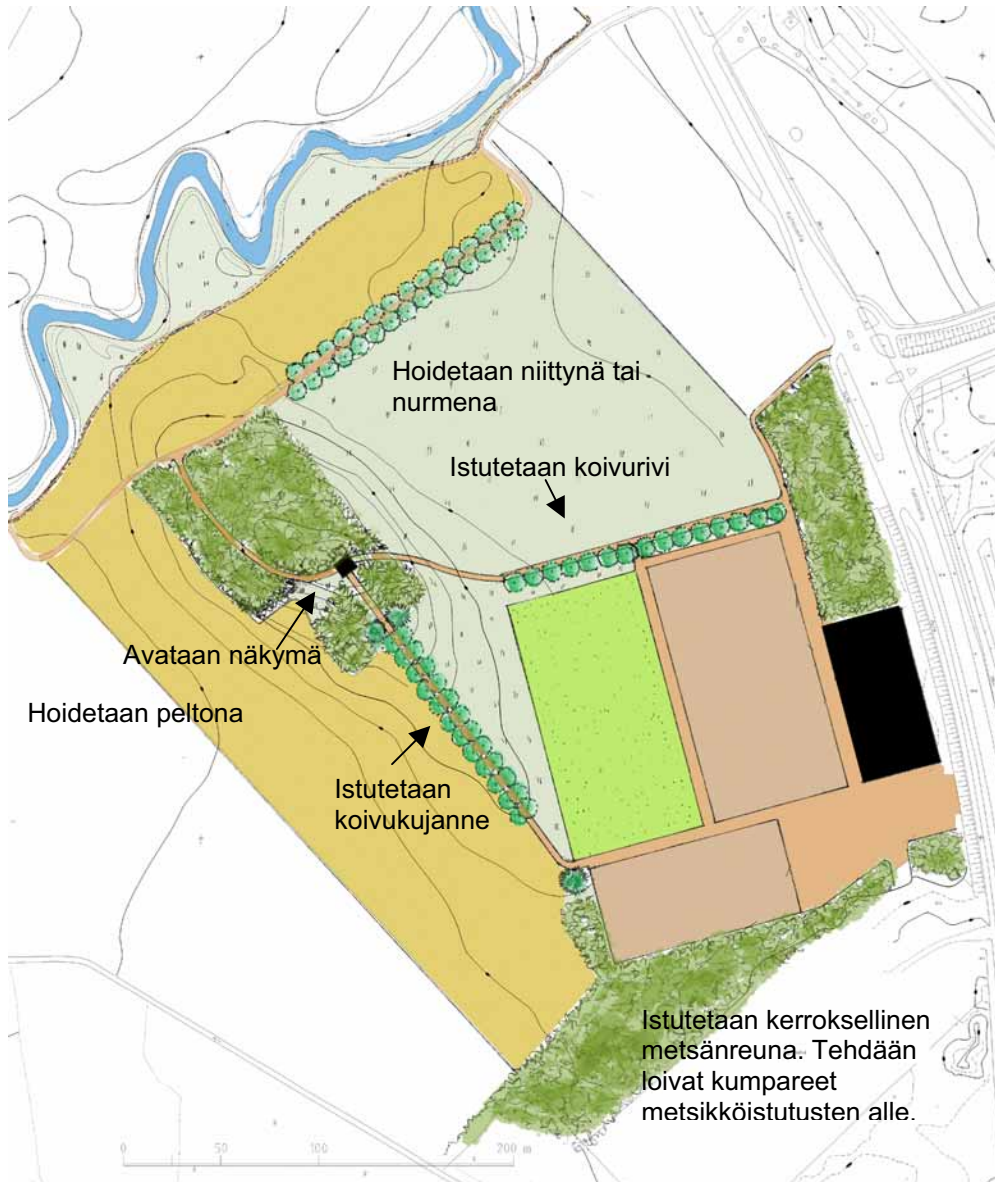 Hoidetaan niittynä tai
nurmena
Istutetaan koivurivi
Avataan näkymä
Hoidetaan peltona
Istutetaan
koivukujanne
Istutetaan kerroksellinen
metsänreuna. Tehdään
loivat kumpareet
metsikköistutusten alle.
0 50 100 200 m